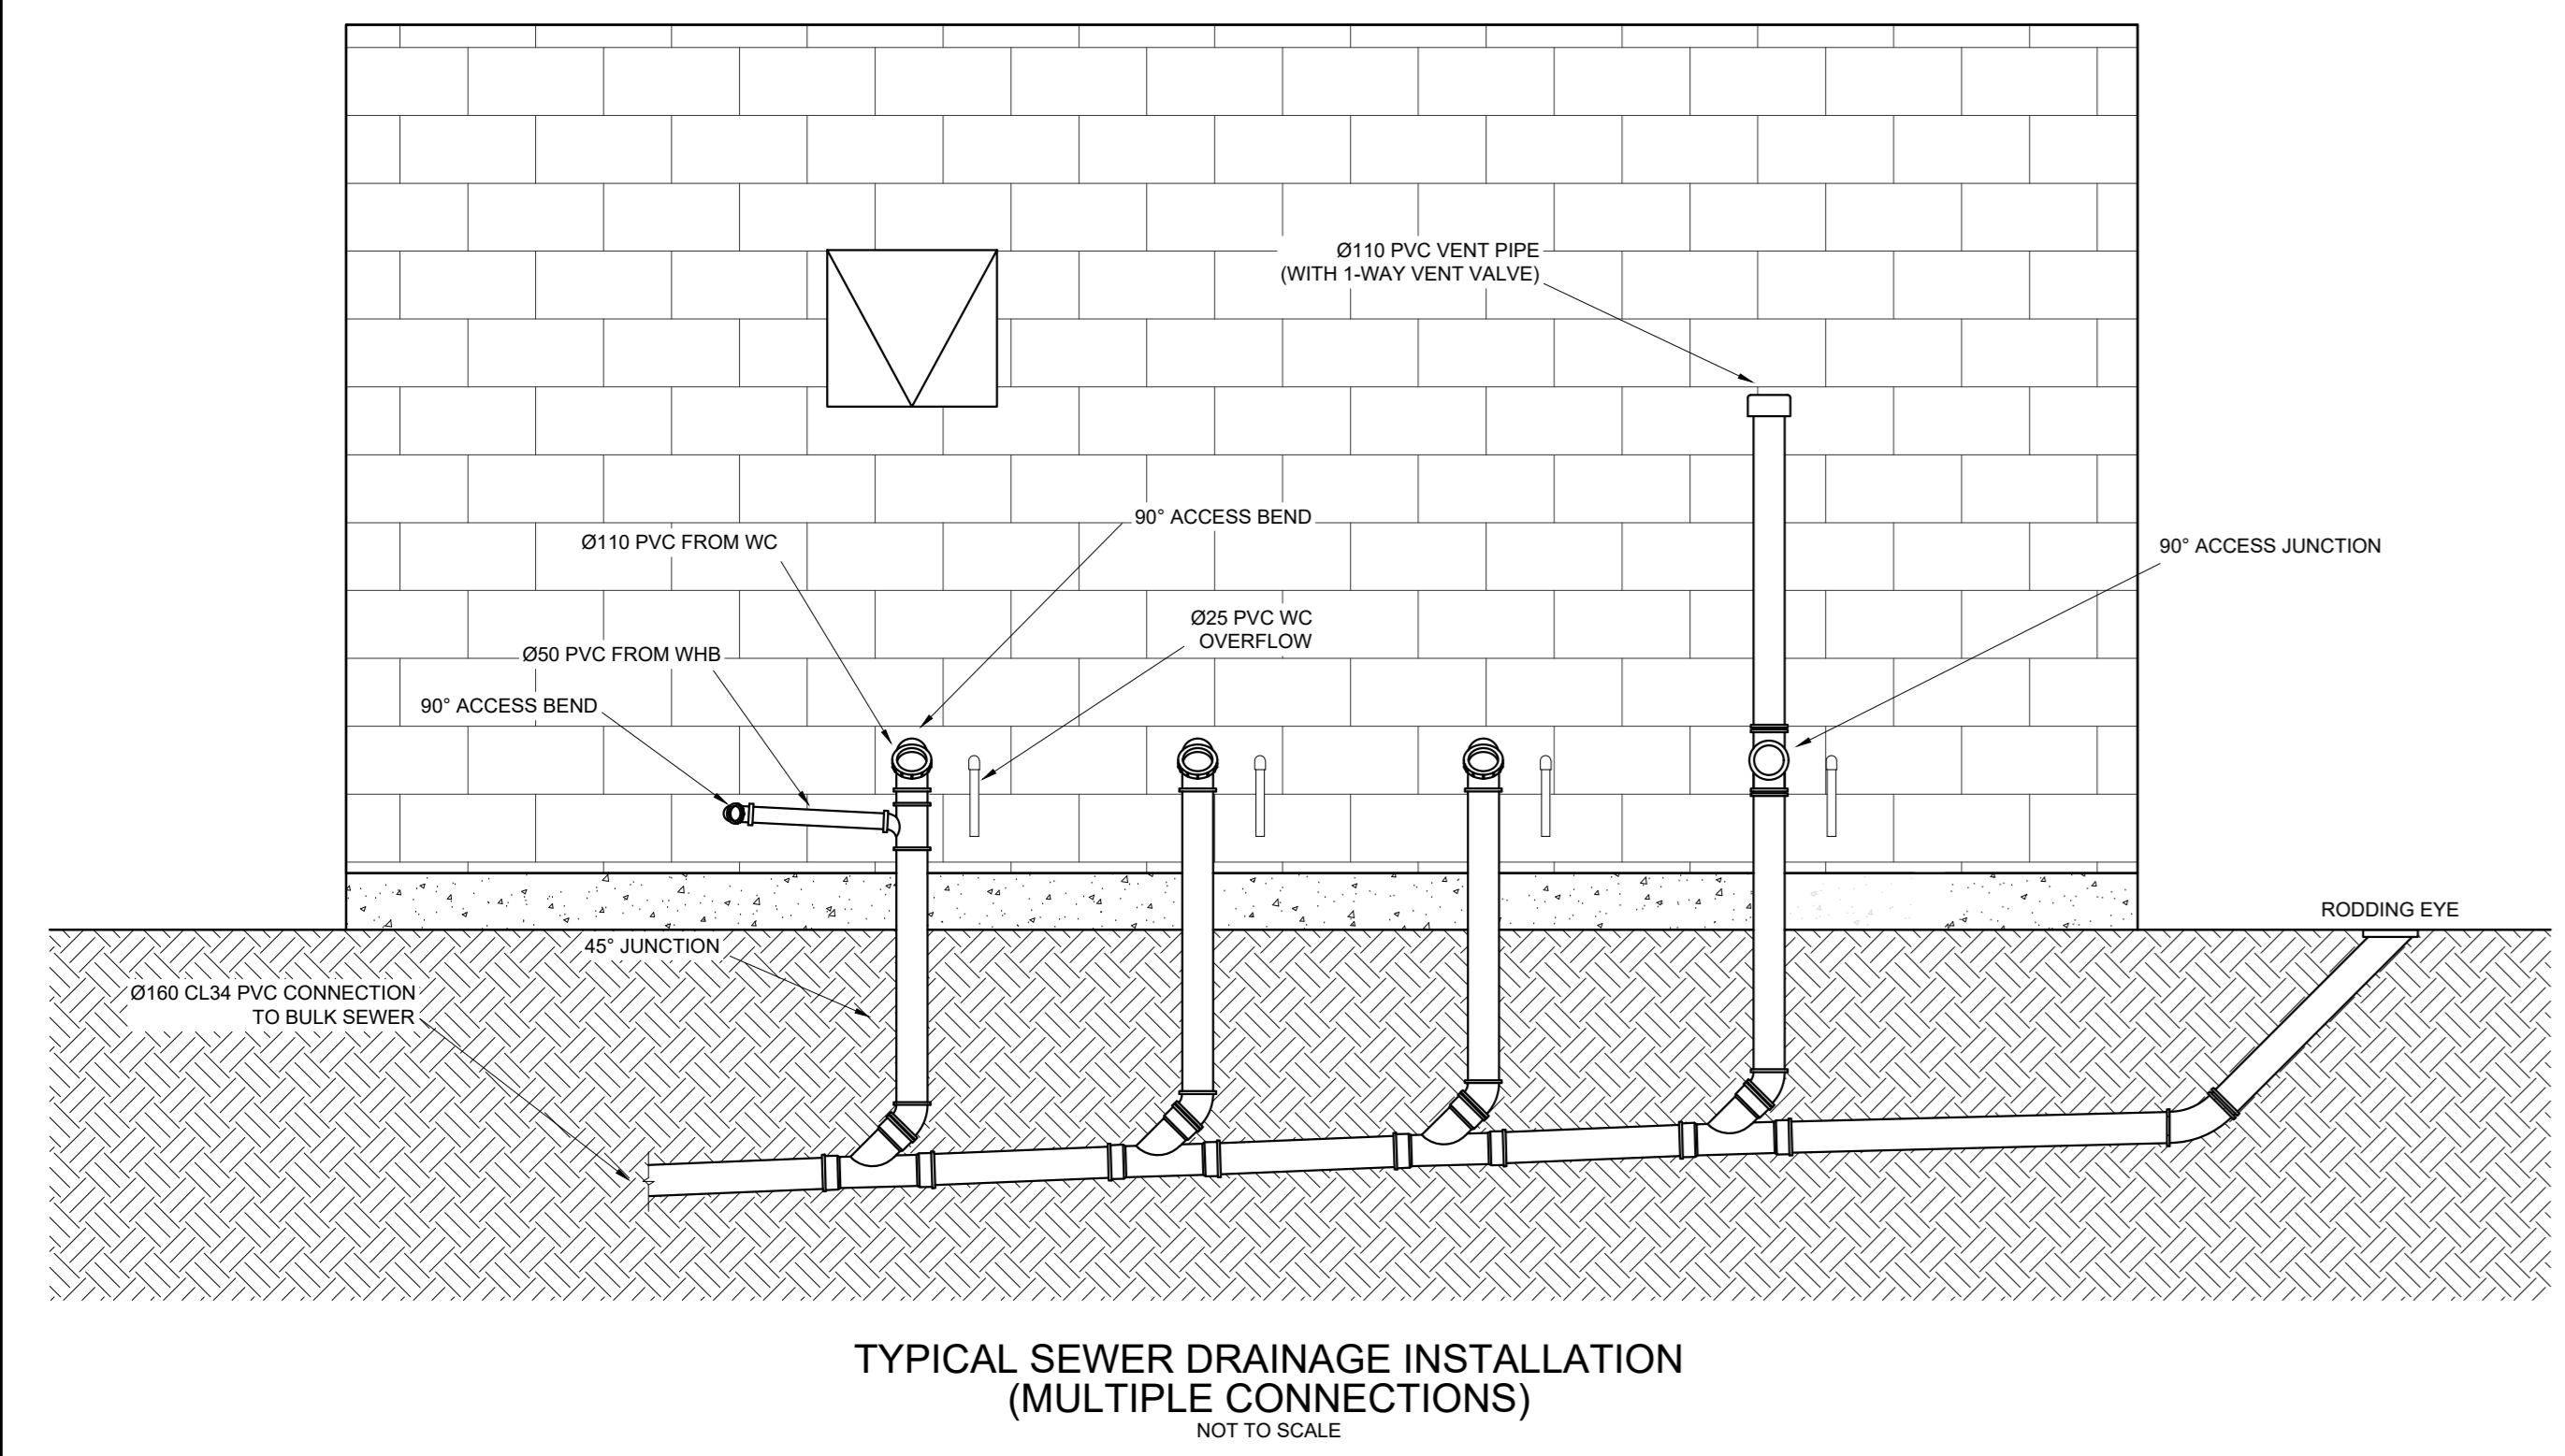 Ø110 PVC VENT PIPE
(WITH 1-WAY VENT VALVE)
90° ACCESS BEND
Ø110 PVC FROM WC
90° ACCESS JUNCTION
Ø25 PVC WC
OVERFLOW
Ø50 PVC FROM WHB
90° ACCESS BEND
RODDING EYE
45° JUNCTION
Ø160 CL34 PVC CONNECTION
TO BULK SEWER
TYPICAL SEWER DRAINAGE INSTALLATION
(MULTIPLE CONNECTIONS)
NOT TO SCALE